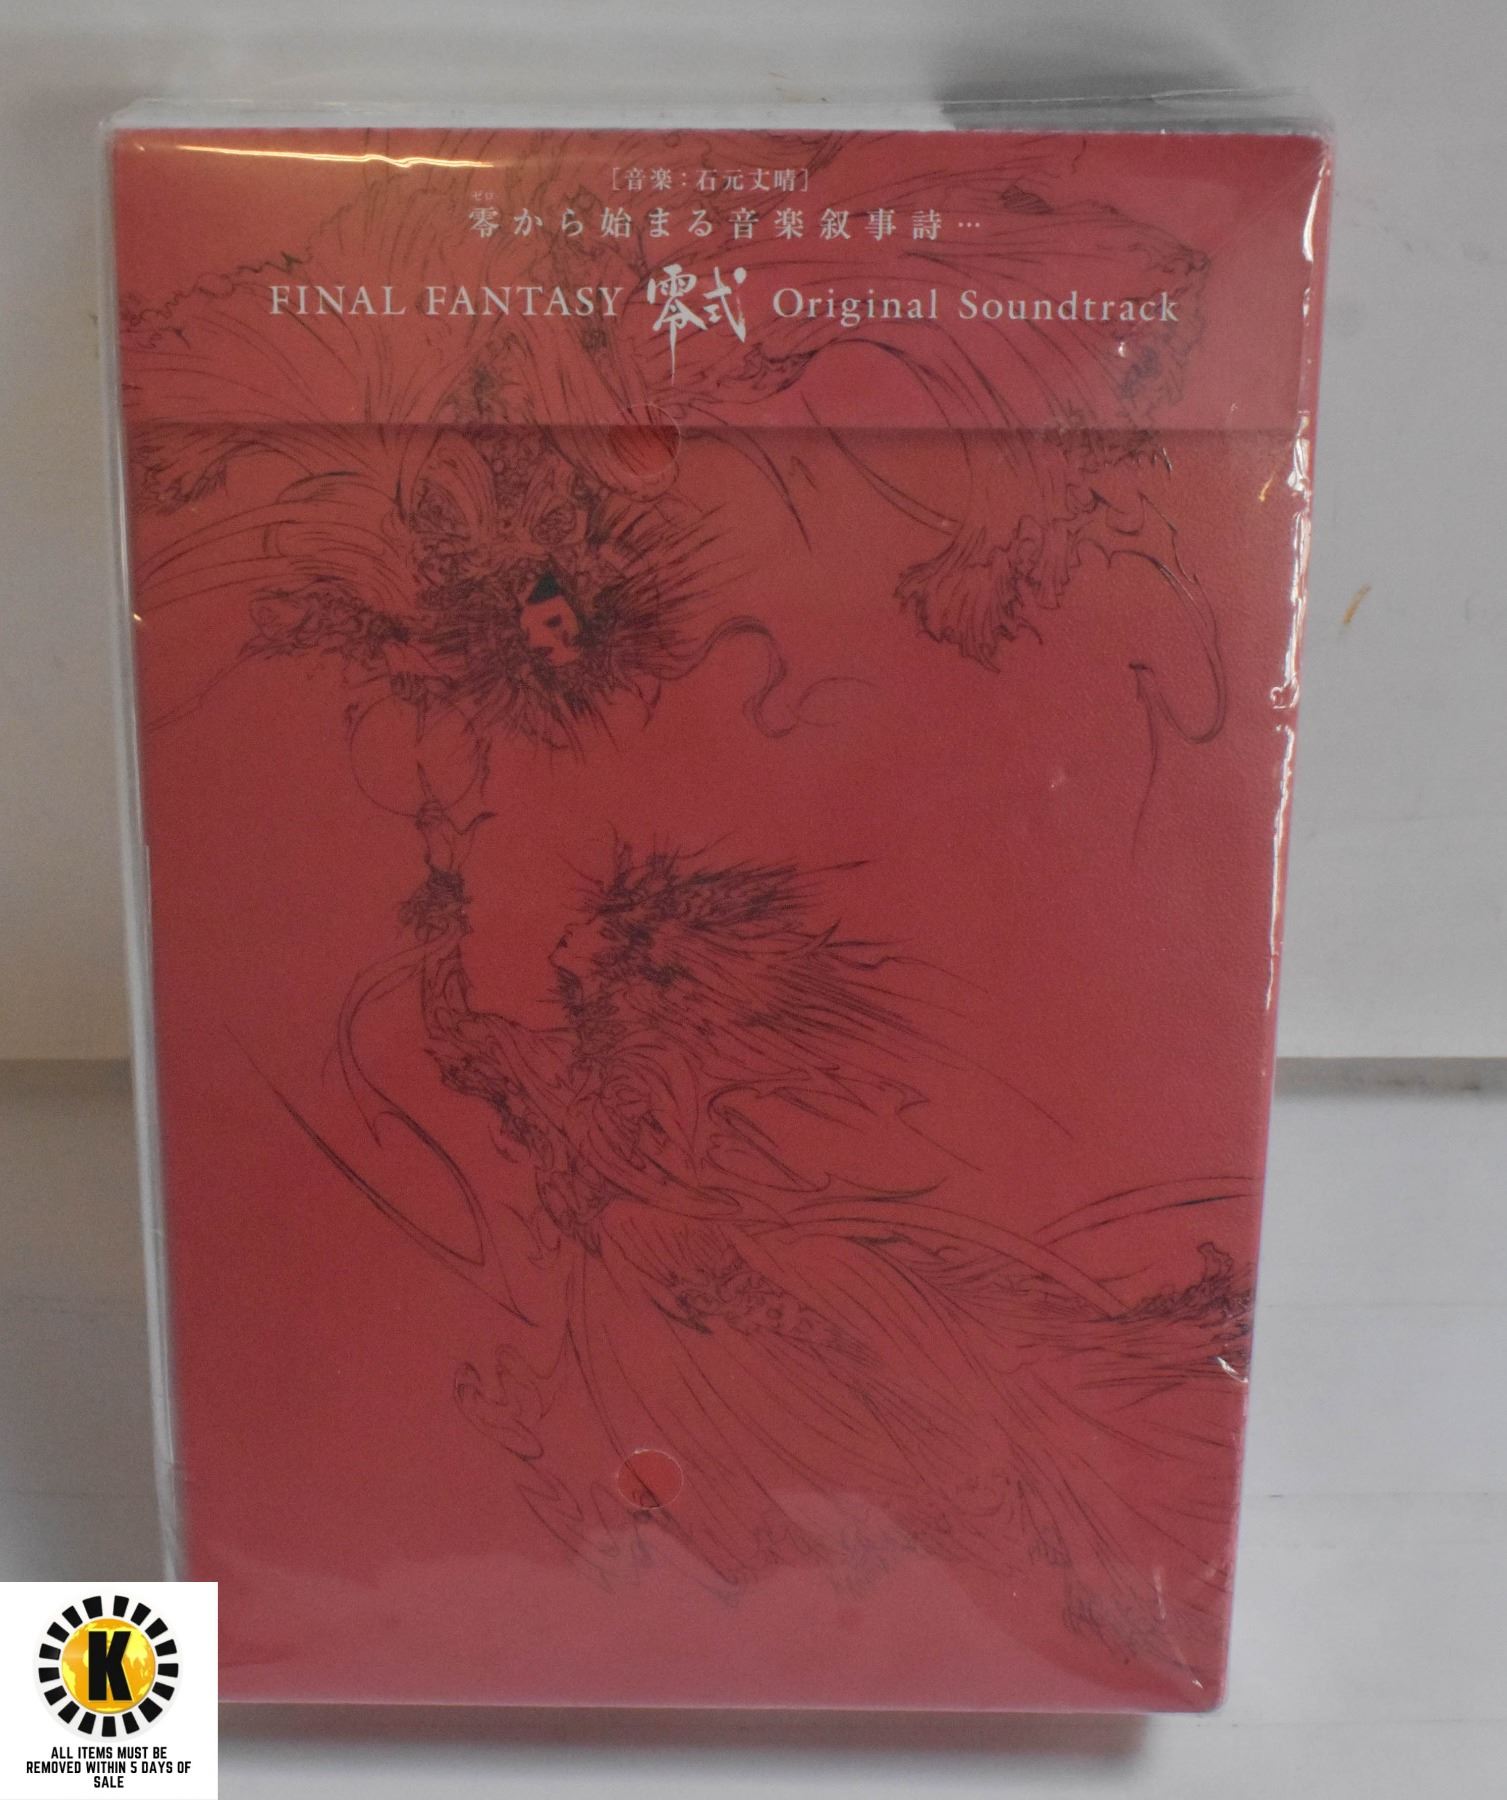 [音楽:石元丈晴]
ゼロ
零から始まる音楽叙事詩…
FINAL FANTASY 零式 Original Soundtrack
K
ALL ITEMS MUST BE
REMOVED WITHIN 5 DAYS OF
SALE